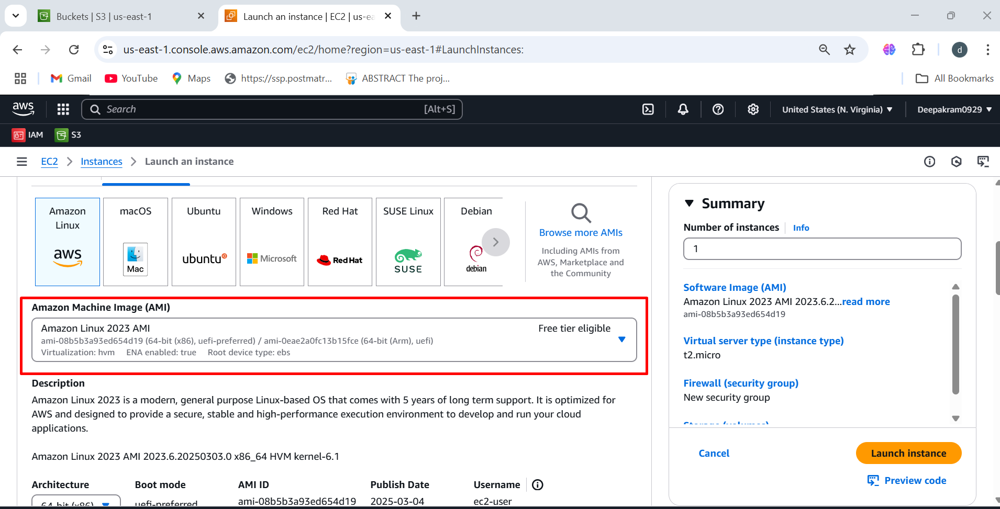 Buckets | S3 | us-east-1
Launch an instance | EC2 | us-ea
us-east-1.console.aws.amazon.com/ec2/home?region=us-east-1#LaunchInstances:
d
Gmail
YouTube
Maps
https://ssp.postmatr...
ABSTRACT The proj...
All Bookmarks
aws
Search
[Alt+S]
United States (N. Virginia)
Deepakram0929
IAM
S3
EC2
Instances
Launch an instance
Amazon
Linux
aws
macOS
Mac
Ubuntu
ubuntu
Windows
Microsoft
Red Hat
Red Hat
SUSE Linux
SUSE
Debian
debian
Browse more AMIs
Including AMIs from
AWS, Marketplace and
the Community
Amazon Machine Image (AMI)
Amazon Linux 2023 AMI
Free tier eligible
ami-08b5b3a93ed654d19 (64-bit (x86), uefi-preferred) / ami-0eae2a0fc13b15fce (64-bit (Arm), uefi)
Virtualization: hvm ENA enabled: true Root device type: ebs
Description
Amazon Linux 2023 is a modern, general purpose Linux-based OS that comes with 5 years of long term support. It is optimized for
AWS and designed to provide a secure, stable and high-performance execution environment to develop and run your cloud
applications.
Amazon Linux 2023 AMI 2023.6.20250303.0 x86_64 HVM kernel-6.1
Architecture
Boot mode
AMI ID
Publish Date
Username
64-bit (x86)
uefi-preferred
ami-08b5b3a93ed654d19
2025-03-04
ec2-user
Summary
Number of instances
Info
1
Software Image (AMI)
Amazon Linux 2023 AMI 2023.6.2...read more
ami-08b5b3a93ed654d19
Virtual server type (instance type)
t2.micro
Firewall (security group)
New security group
Storage (volumes)
Cancel
Launch instance
Preview code